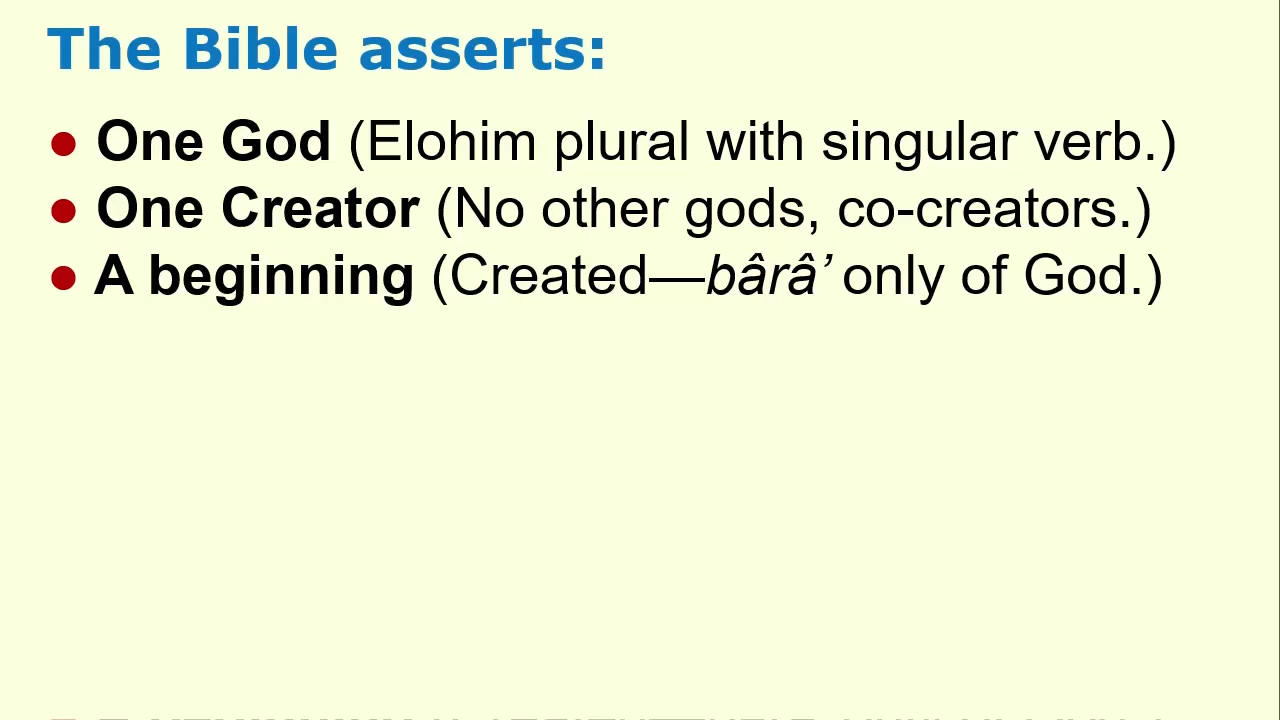 The Bible asserts:
● One God (Elohim plural with singular verb.)
● One Creator (No other gods, co-creators.)
● A beginning (Created—bârâ’ only of God.)